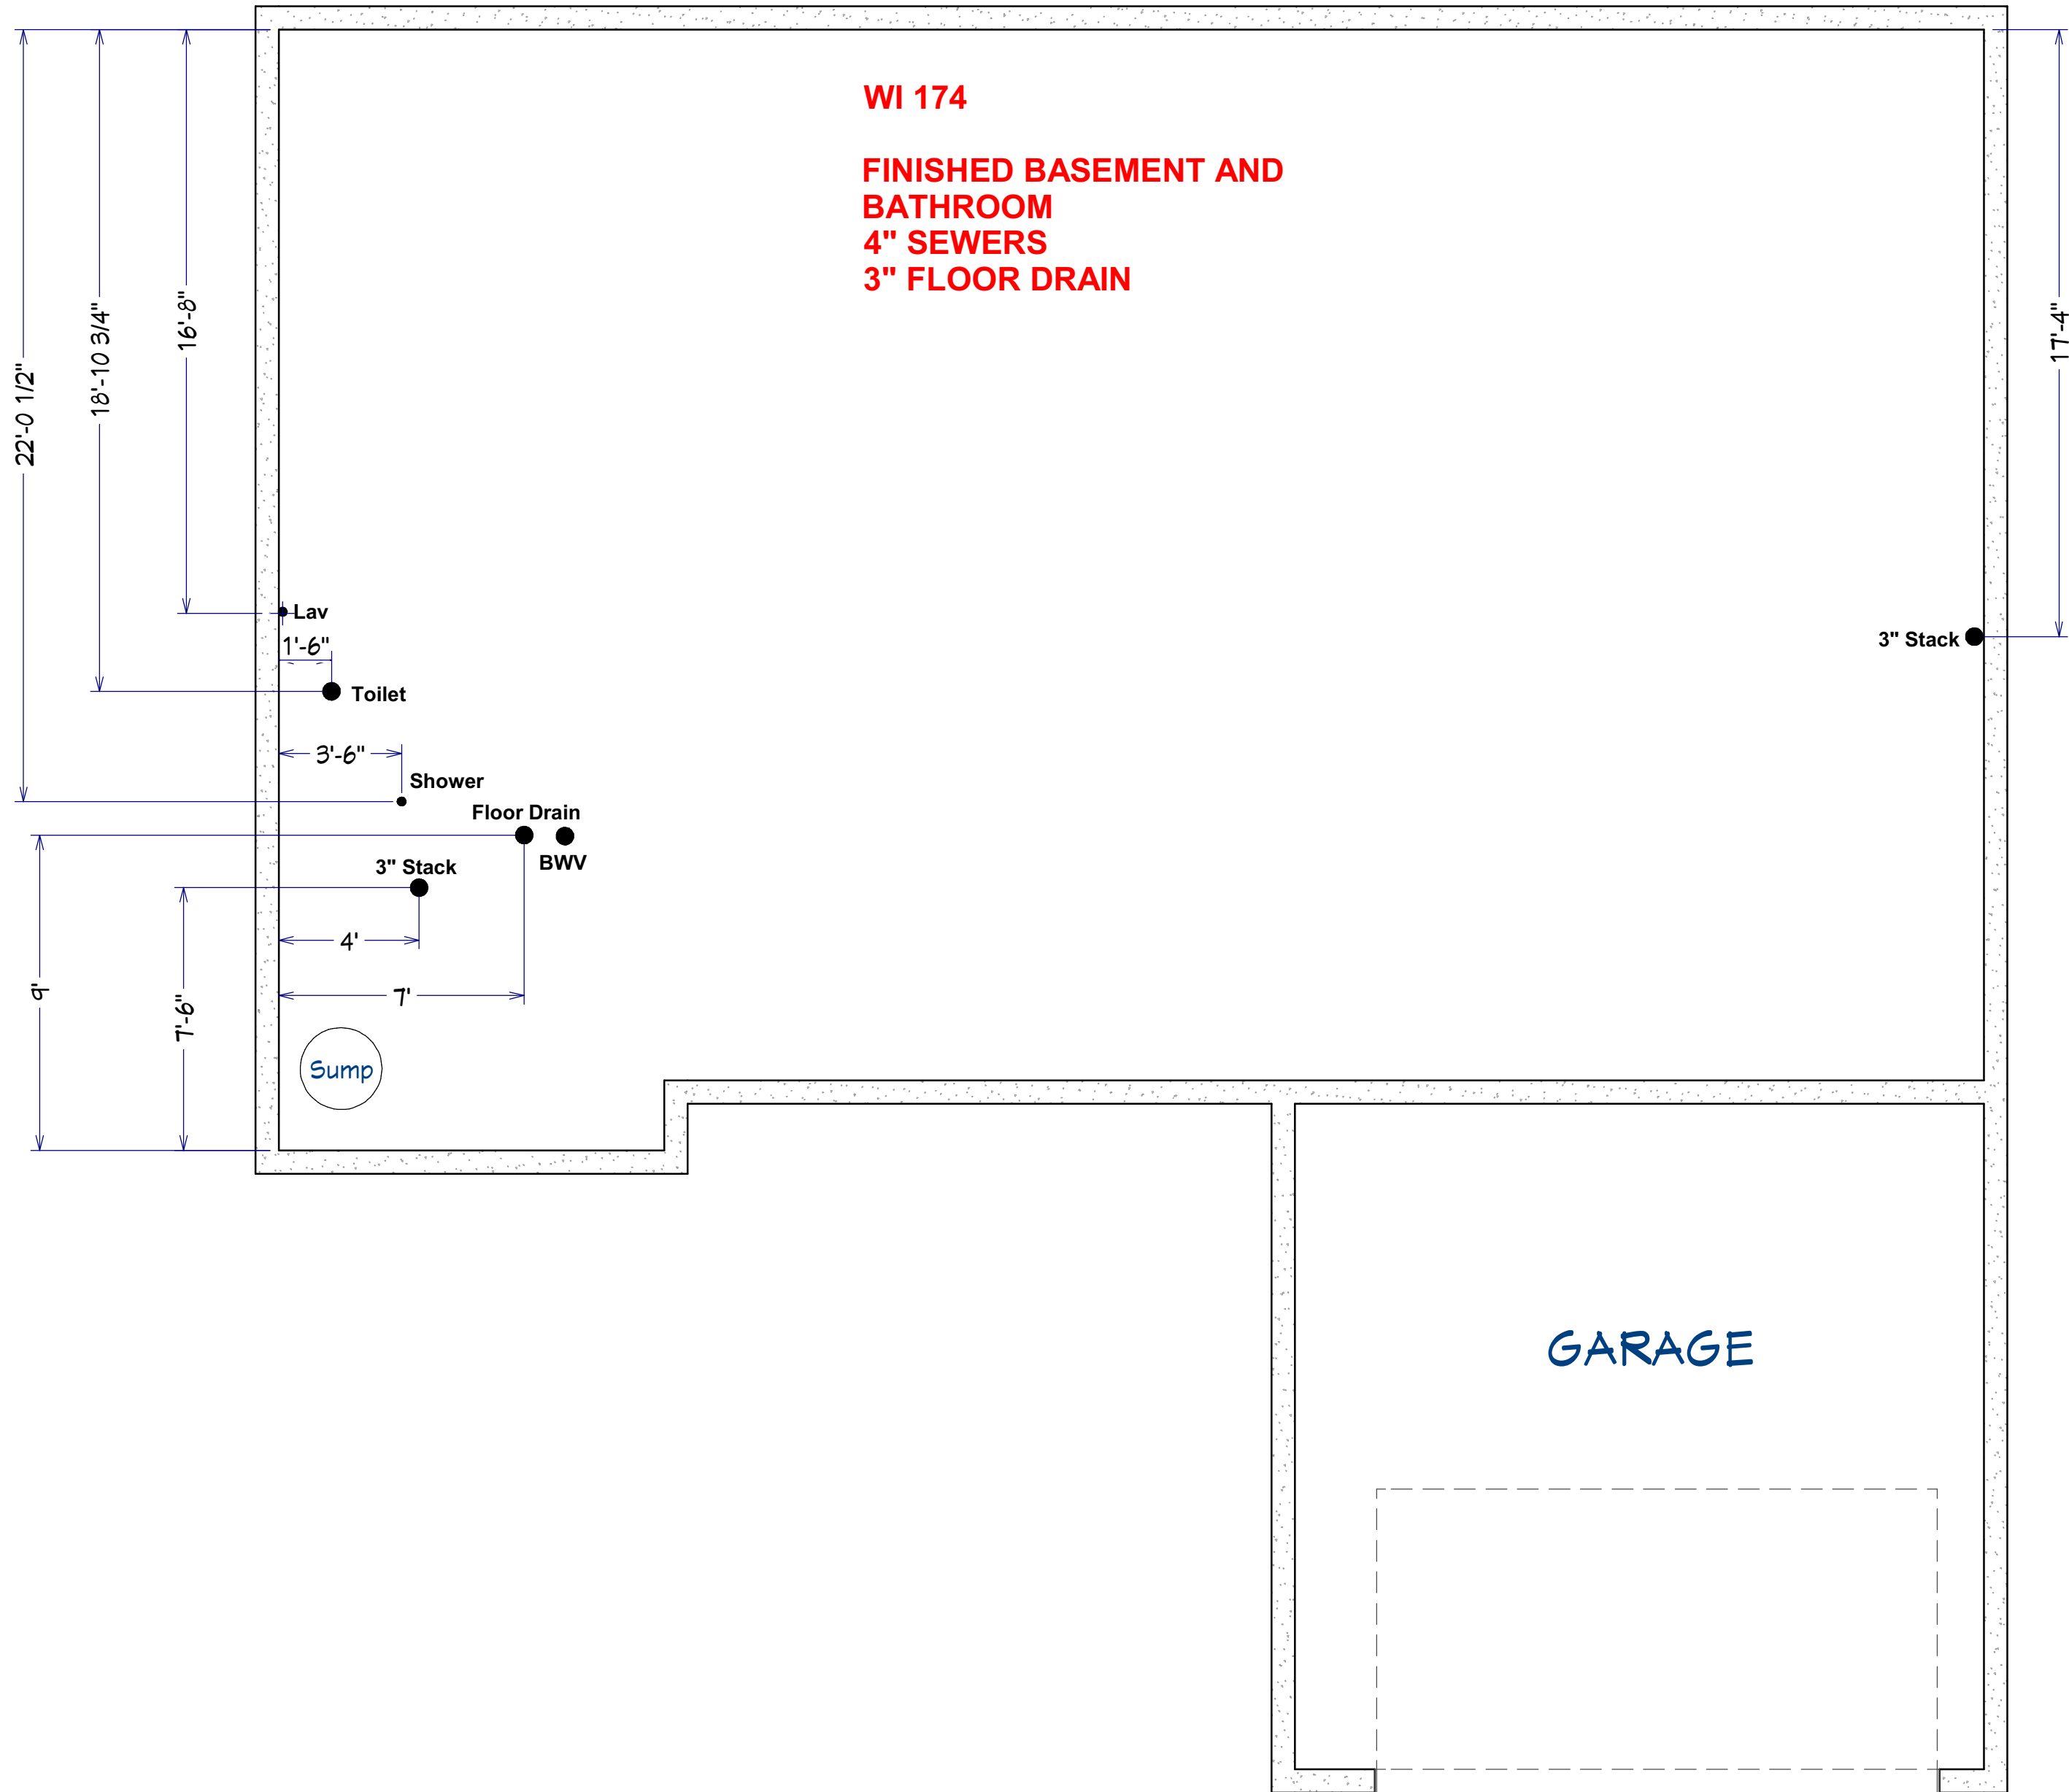 WI 174
FINISHED BASEMENT AND
BATHROOM
4" SEWERS
3" FLOOR DRAIN
22'-0 1/2"
18'-10 3/4"
16'-8"
17'-4"
Lav
1'-6"
3" Stack
Toilet
3'-6"
Shower
Floor Drain
BWV
3" Stack
4'
7'
9'
7'-6"
Sump
GARAGE